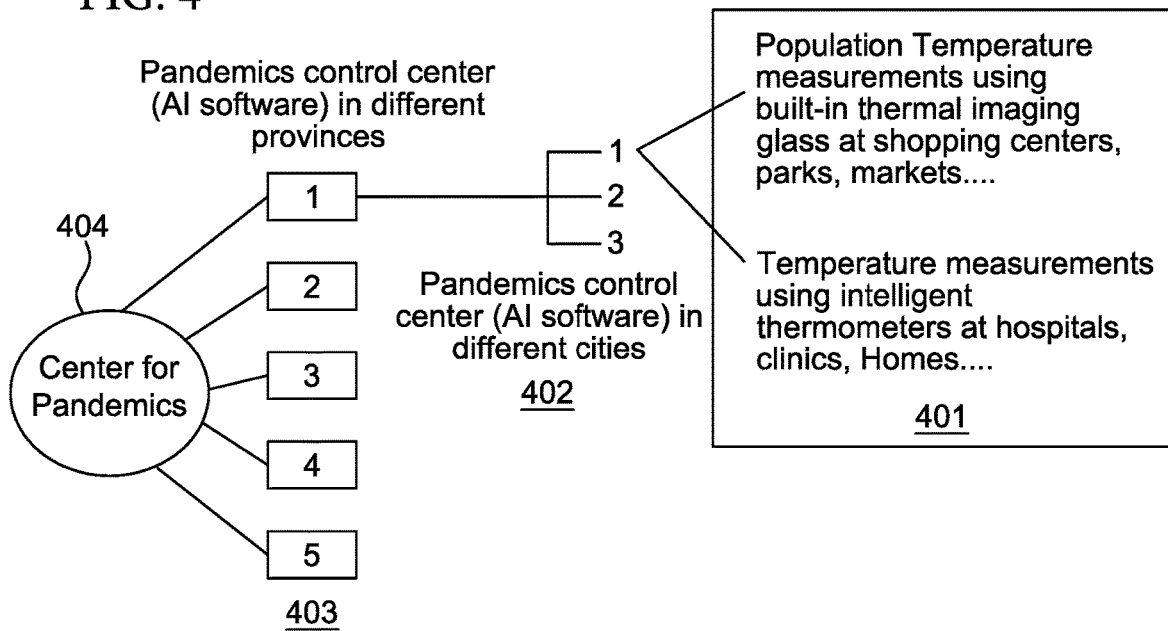 FIG. 4
Pandemics control center
(AI software) in different
provinces
404
Center for
Pandemics
1
2
3
4
5
403
1
2
3
Pandemics control
center (AI software) in
different cities
402
Population Temperature
measurements using
built-in thermal imaging
glass at shopping centers,
parks, markets....
Temperature measurements
using intelligent
thermometers at hospitals,
clinics, Homes....
401